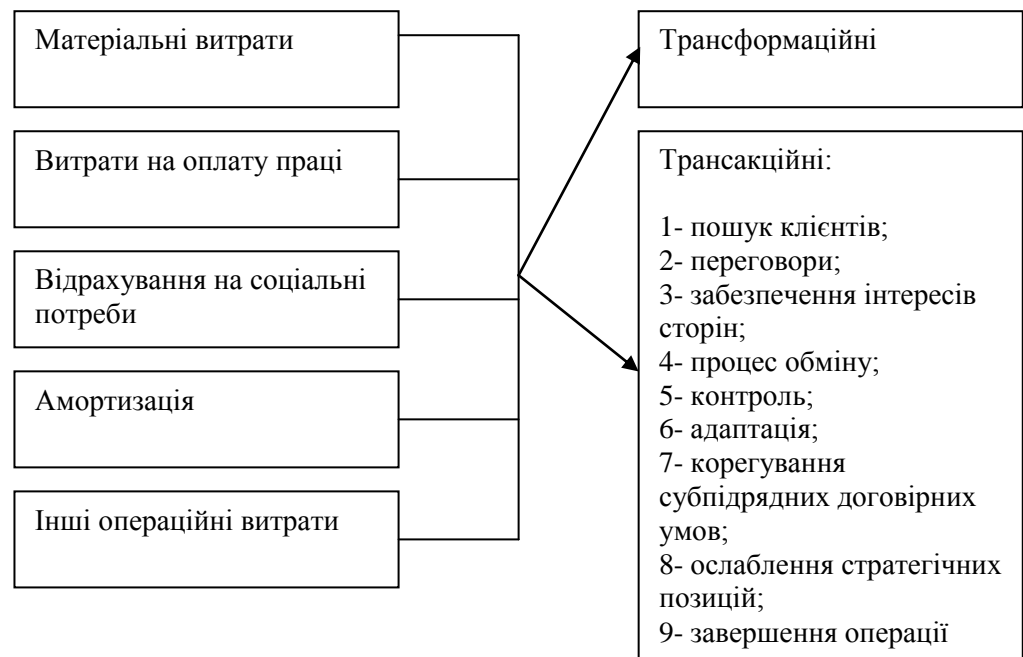 Матеріальні витрати
Витрати на оплату праці
Відрахування на соціальні
потреби
Амортизація
Інші операційні витрати
Трансформаційні
Трансакційні:
1- пошук клієнтів;
2- переговори;
3- забезпечення інтересів
сторін;
4- процес обміну;
5- контроль;
6- адаптація;
7- корегування
субпідрядних договірних
умов;
8- ослаблення стратегічних
позицій;
9- завершення операції